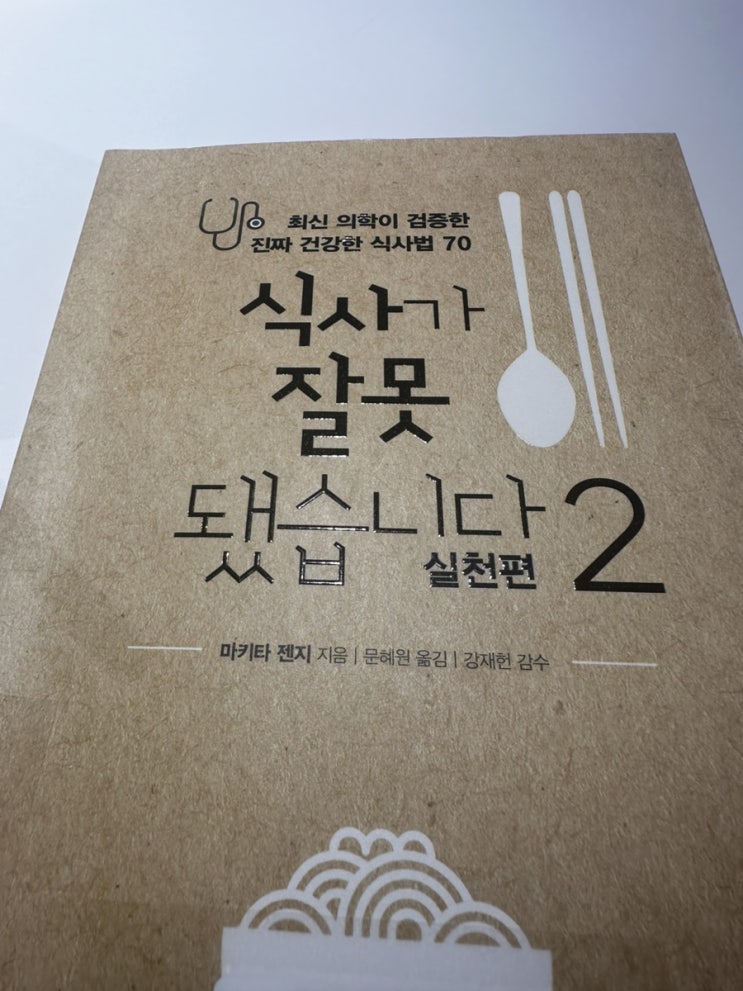 최신 의학이 검증한
진짜 건강한 식사법 70
식사가
잘못
됐습니다 2
실천편
마키타 젠지 지음 | 문혜원 옮김 | 강재헌 감수